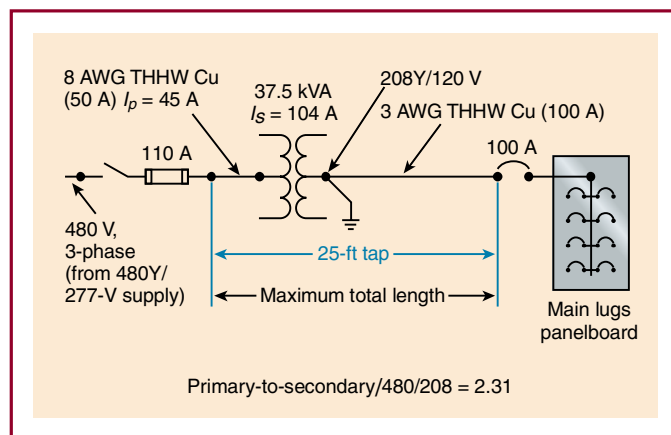 8 AWG THHW Cu
(50 A) Ip = 45 A
37.5 kVA
IS = 104 A
208Y/120 V
3 AWG THHW Cu (100 A)
110 A
100 A
480 V,
3-phase
(from 480Y/
277-V supply)
25-ft tap
Maximum total length
Main lugs
panelboard
Primary-to-secondary/480/208 = 2.31